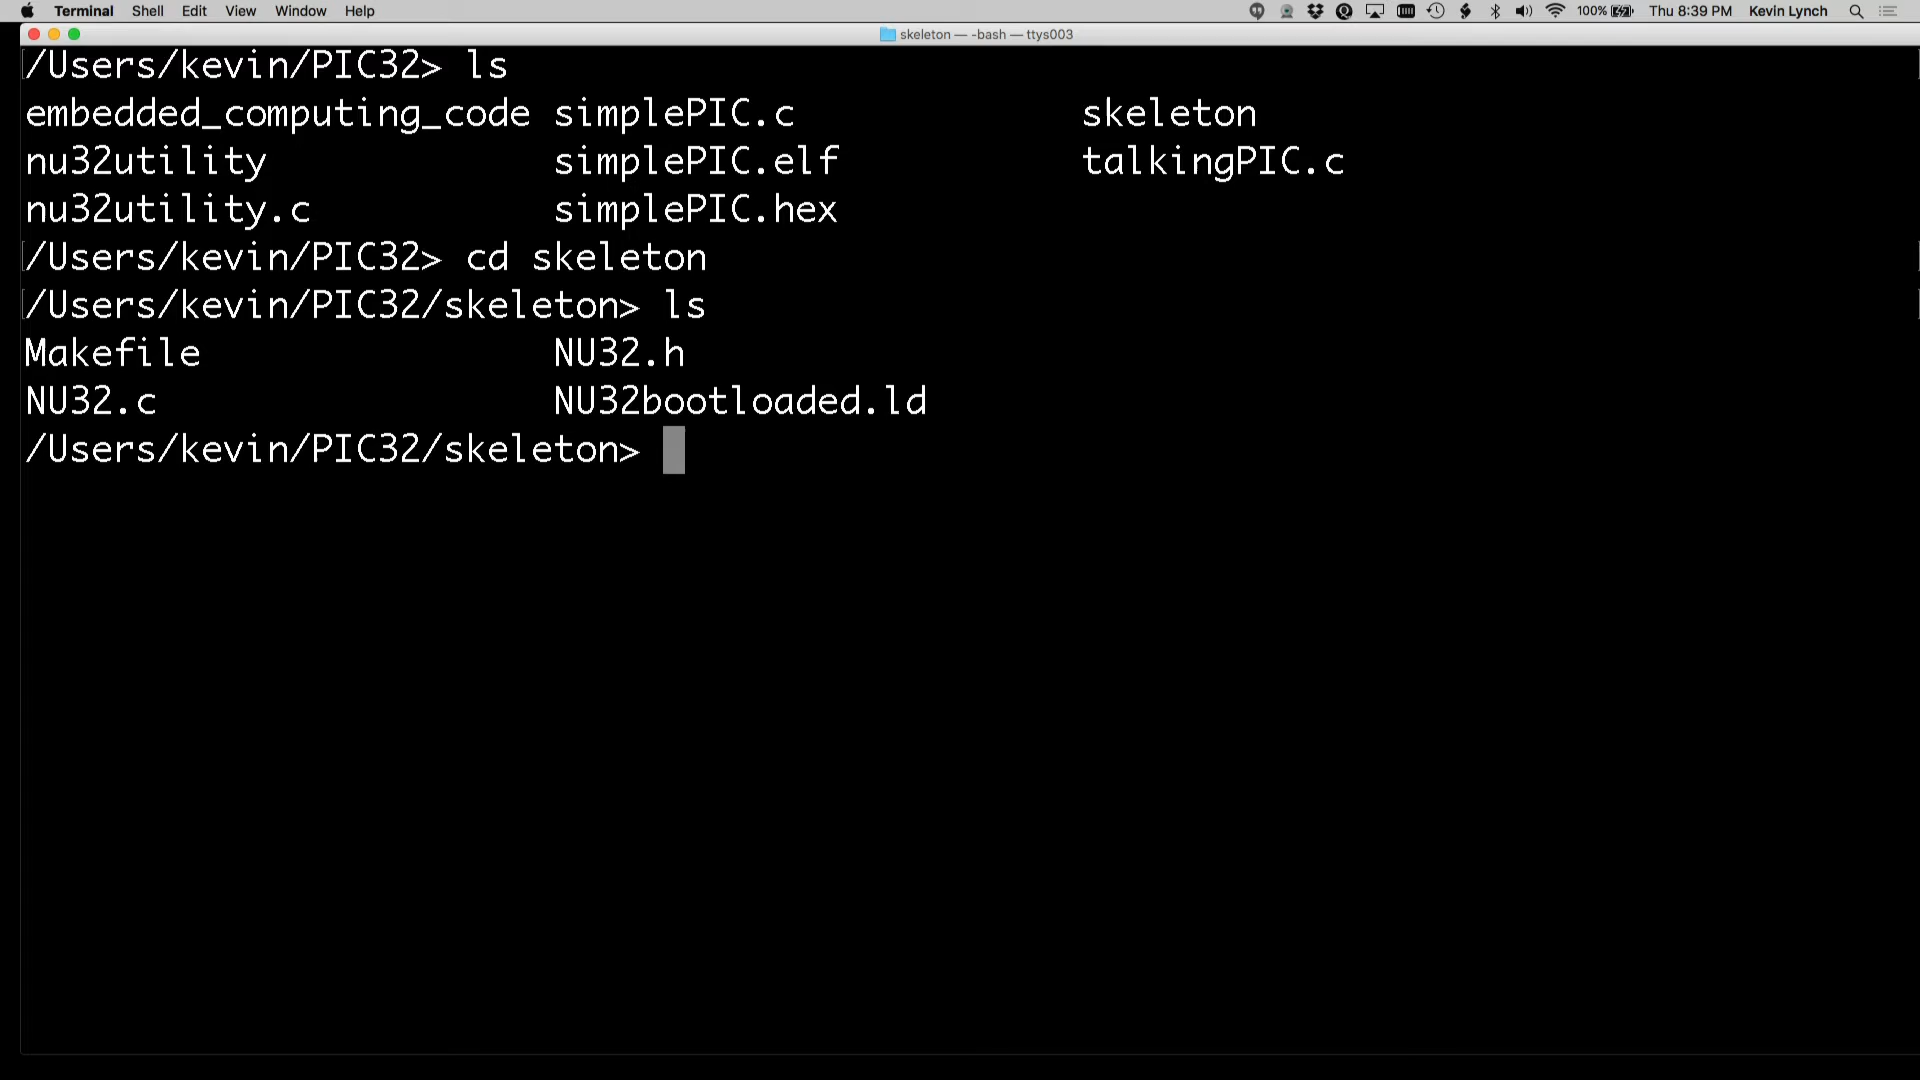 Terminal Shell Edit View Window Help 100% Thu 8:39 PM Kevin Lynch
skeleton — -bash — ttys003
/Users/kevin/PIC32> ls
embedded_computing_code simplePIC.c skeleton
nu32utility simplePIC.elf talkingPIC.c
nu32utility.c simplePIC.hex
/Users/kevin/PIC32> cd skeleton
/Users/kevin/PIC32/skeleton> ls
Makefile NU32.h
NU32.c NU32bootloaded.ld
/Users/kevin/PIC32/skeleton>